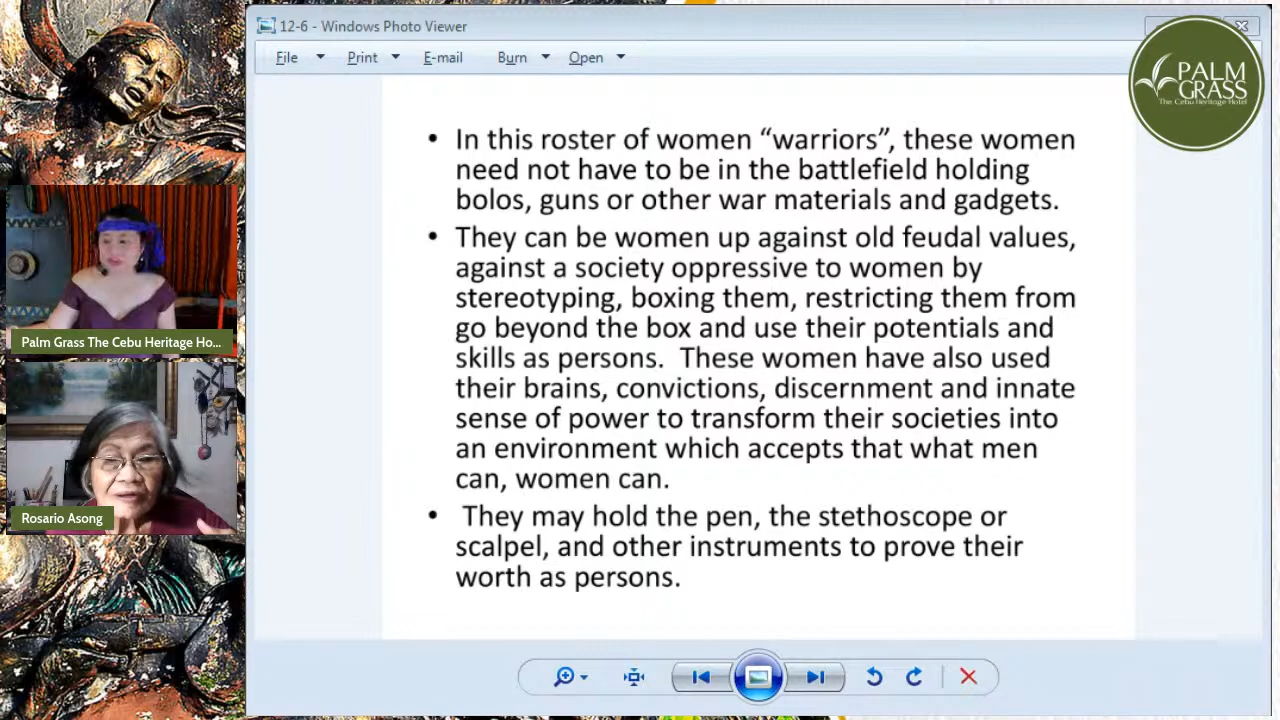 12-6 - Windows Photo Viewer
File Print E-mail Burn Open
PALM
GRASS
The Cebu Heritage Hotel
• In this roster of women “warriors”, these women
need not have to be in the battlefield holding
bolos, guns or other war materials and gadgets.
• They can be women up against old feudal values,
against a society oppressive to women by
stereotyping, boxing them, restricting them from
go beyond the box and use their potentials and
skills as persons. These women have also used
their brains, convictions, discernment and innate
sense of power to transform their societies into
an environment which accepts that what men
can, women can.
• They may hold the pen, the stethoscope or
scalpel, and other instruments to prove their
worth as persons.
Palm Grass The Cebu Heritage Ho...
Rosario Asong